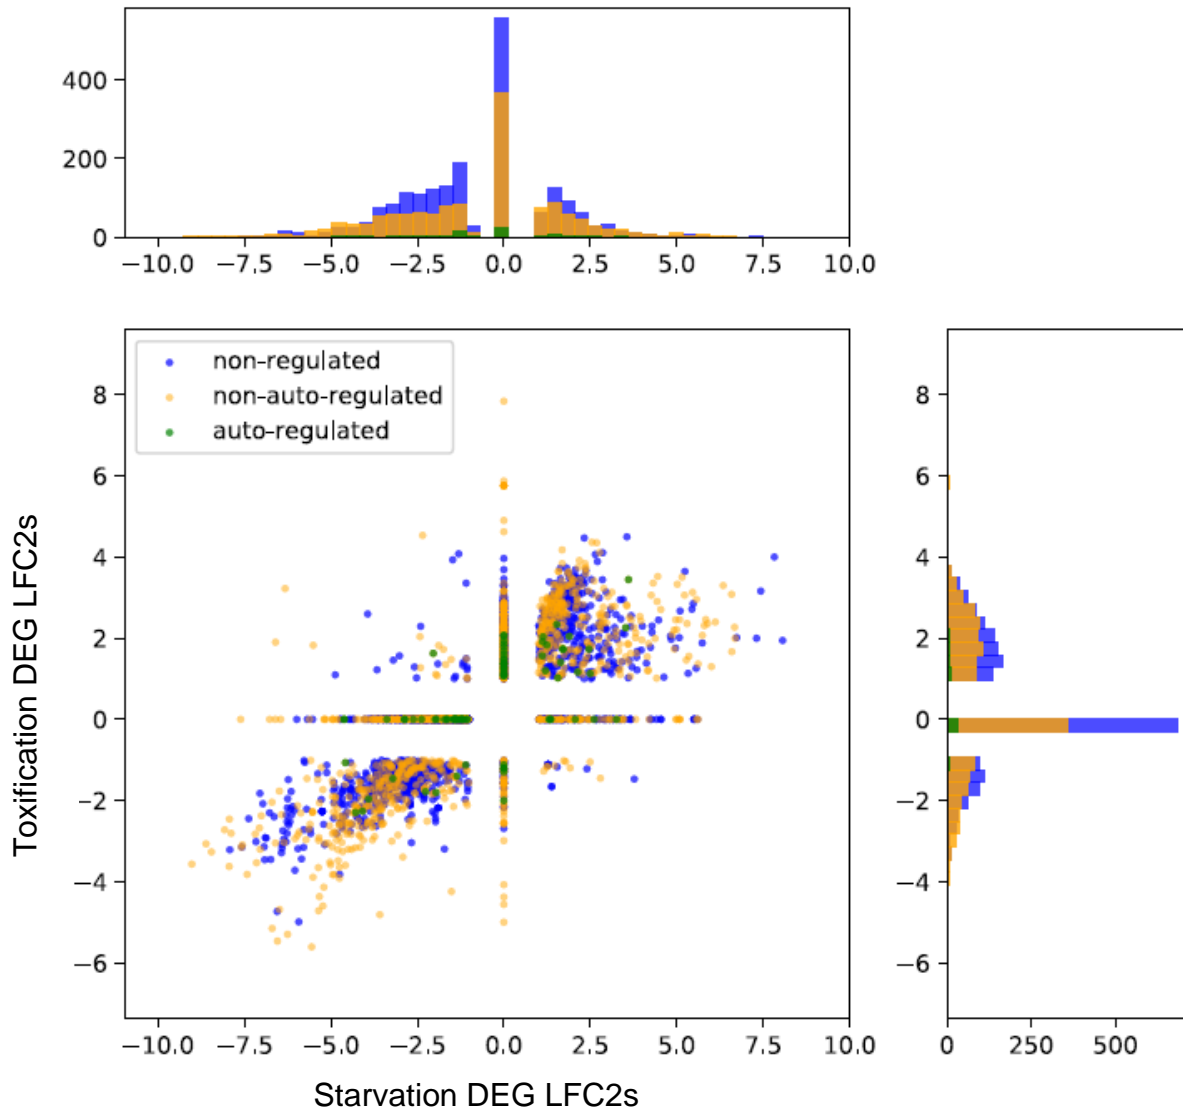 400
200
0
−10.0 −7.5 −5.0 −2.5 0.0 2.5 5.0 7.5 10.0
non-regulated
non-auto-regulated
auto-regulated
8
6
4
2
0
−2
−4
−6
−10.0 −7.5 −5.0 −2.5 0.0 2.5 5.0 7.5 10.0
Toxification DEG LFC2s
Starvation DEG LFC2s
8
6
4
2
0
−2
−4
−6
0 250 500